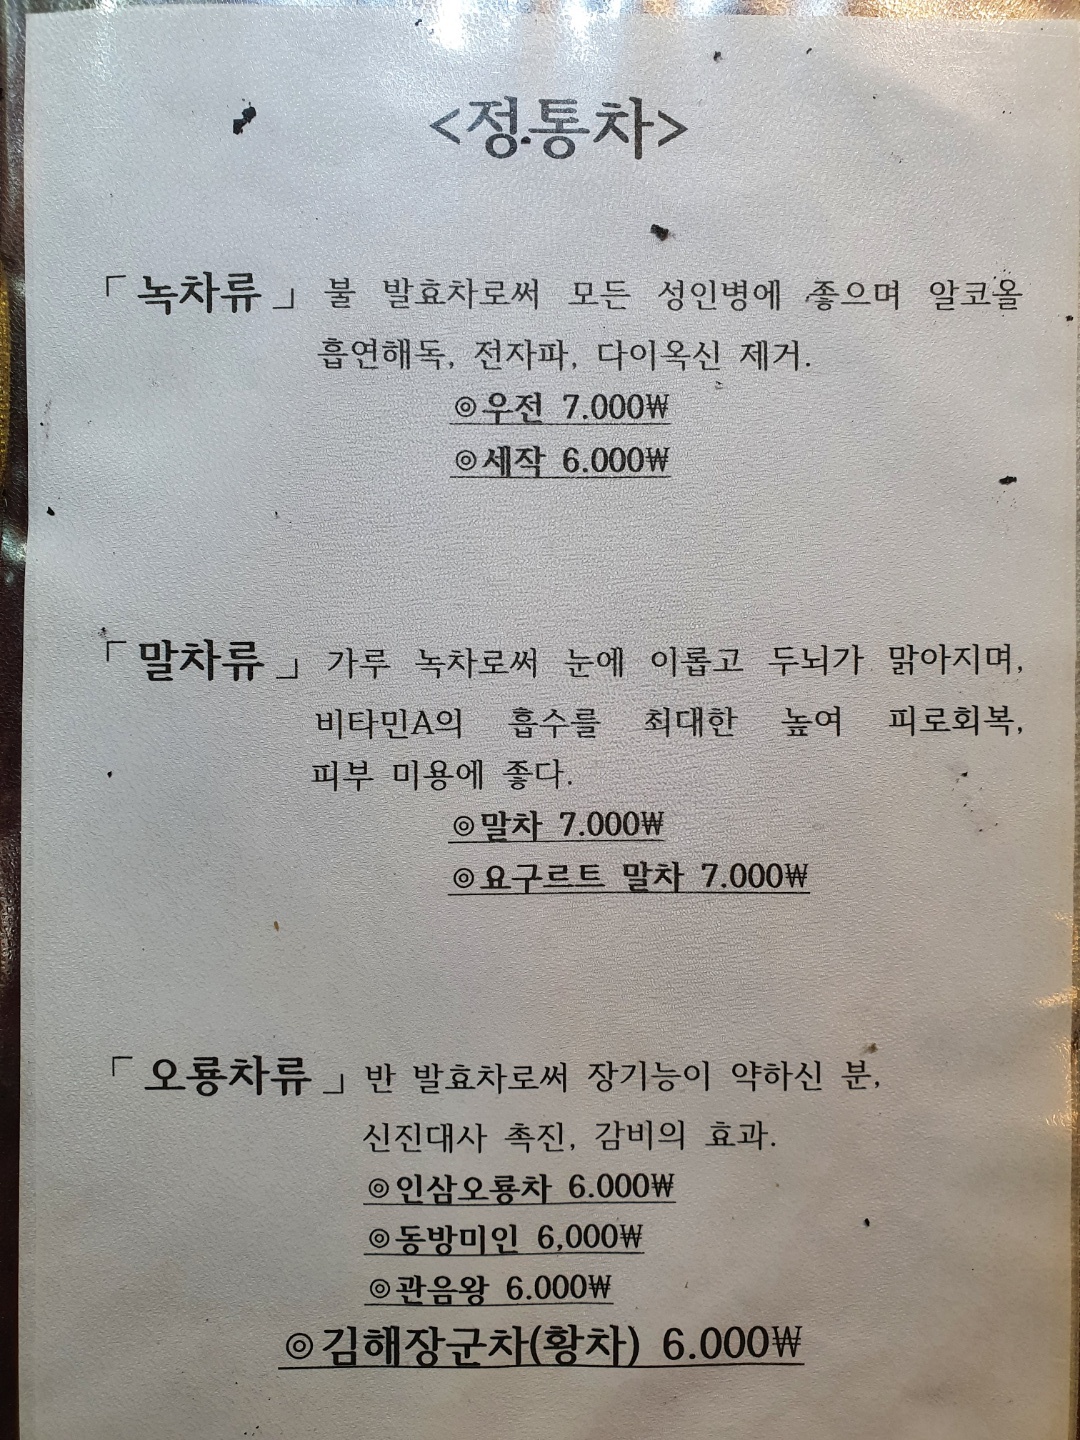 <정통차>
「녹차류」 불 발효차로써 모든 성인병에 좋으며 알코올
흡연해독, 전자파, 다이옥신 제거.
◎우전 7.000₩
◎세작 6.000₩
「말차류」 가루 녹차로써 눈에 이롭고 두뇌가 맑아지며,
비타민A의 흡수를 최대한 높여 피로회복,
피부 미용에 좋다.
◎말차 7.000₩
◎요구르트 말차 7.000₩
「오룡차류」 반 발효차로써 장기능이 약하신 분,
신진대사 촉진, 감비의 효과.
◎인삼오룡차 6.000₩
◎동방미인 6,000₩
◎관음왕 6.000₩
◎김해장군차(황차) 6.000₩